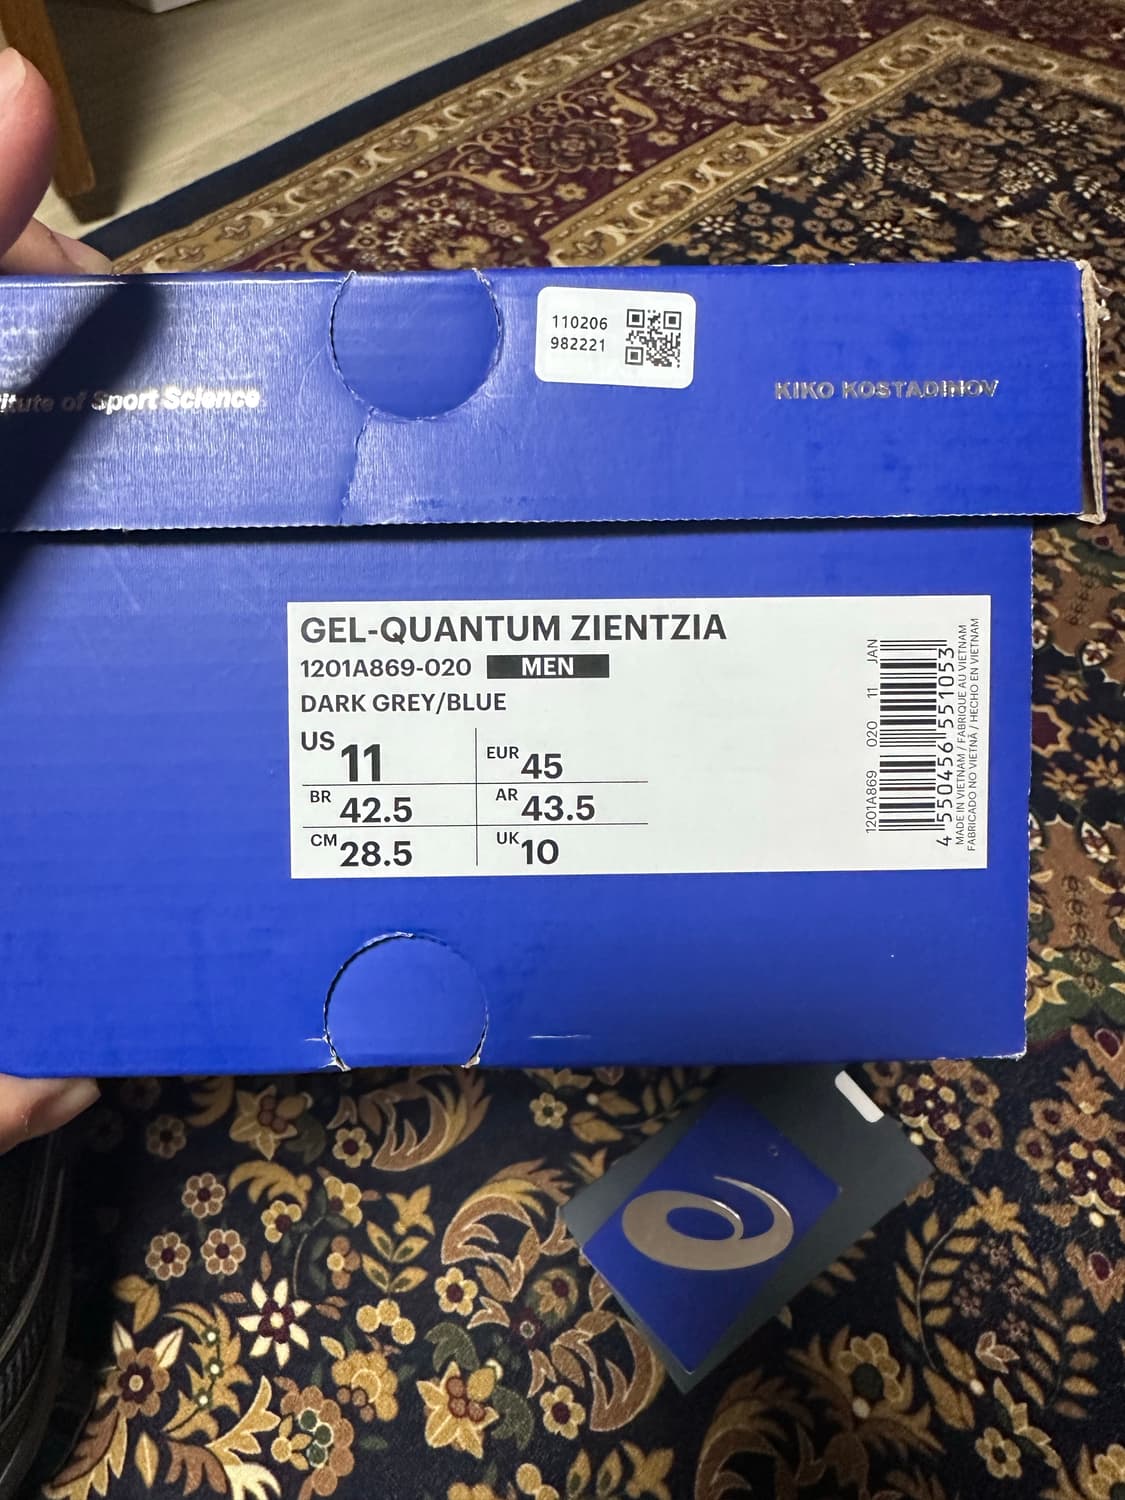 110206
982221
itute of Sport Science
KIKO KOSTADINOV
GEL-QUANTUM ZIENTZIA
1201A869-020 MEN
DARK GREY/BLUE
US 11 EUR 45
BR 42.5 AR 43.5
CM 28.5 UK 10
1201A869 020 11 JAN
4 550456 551053
MADE IN VIETNAM / FABRIQUE AU VIETNAM
FABRICADO NO VIETNÃ / HECHO EN VIETNAM